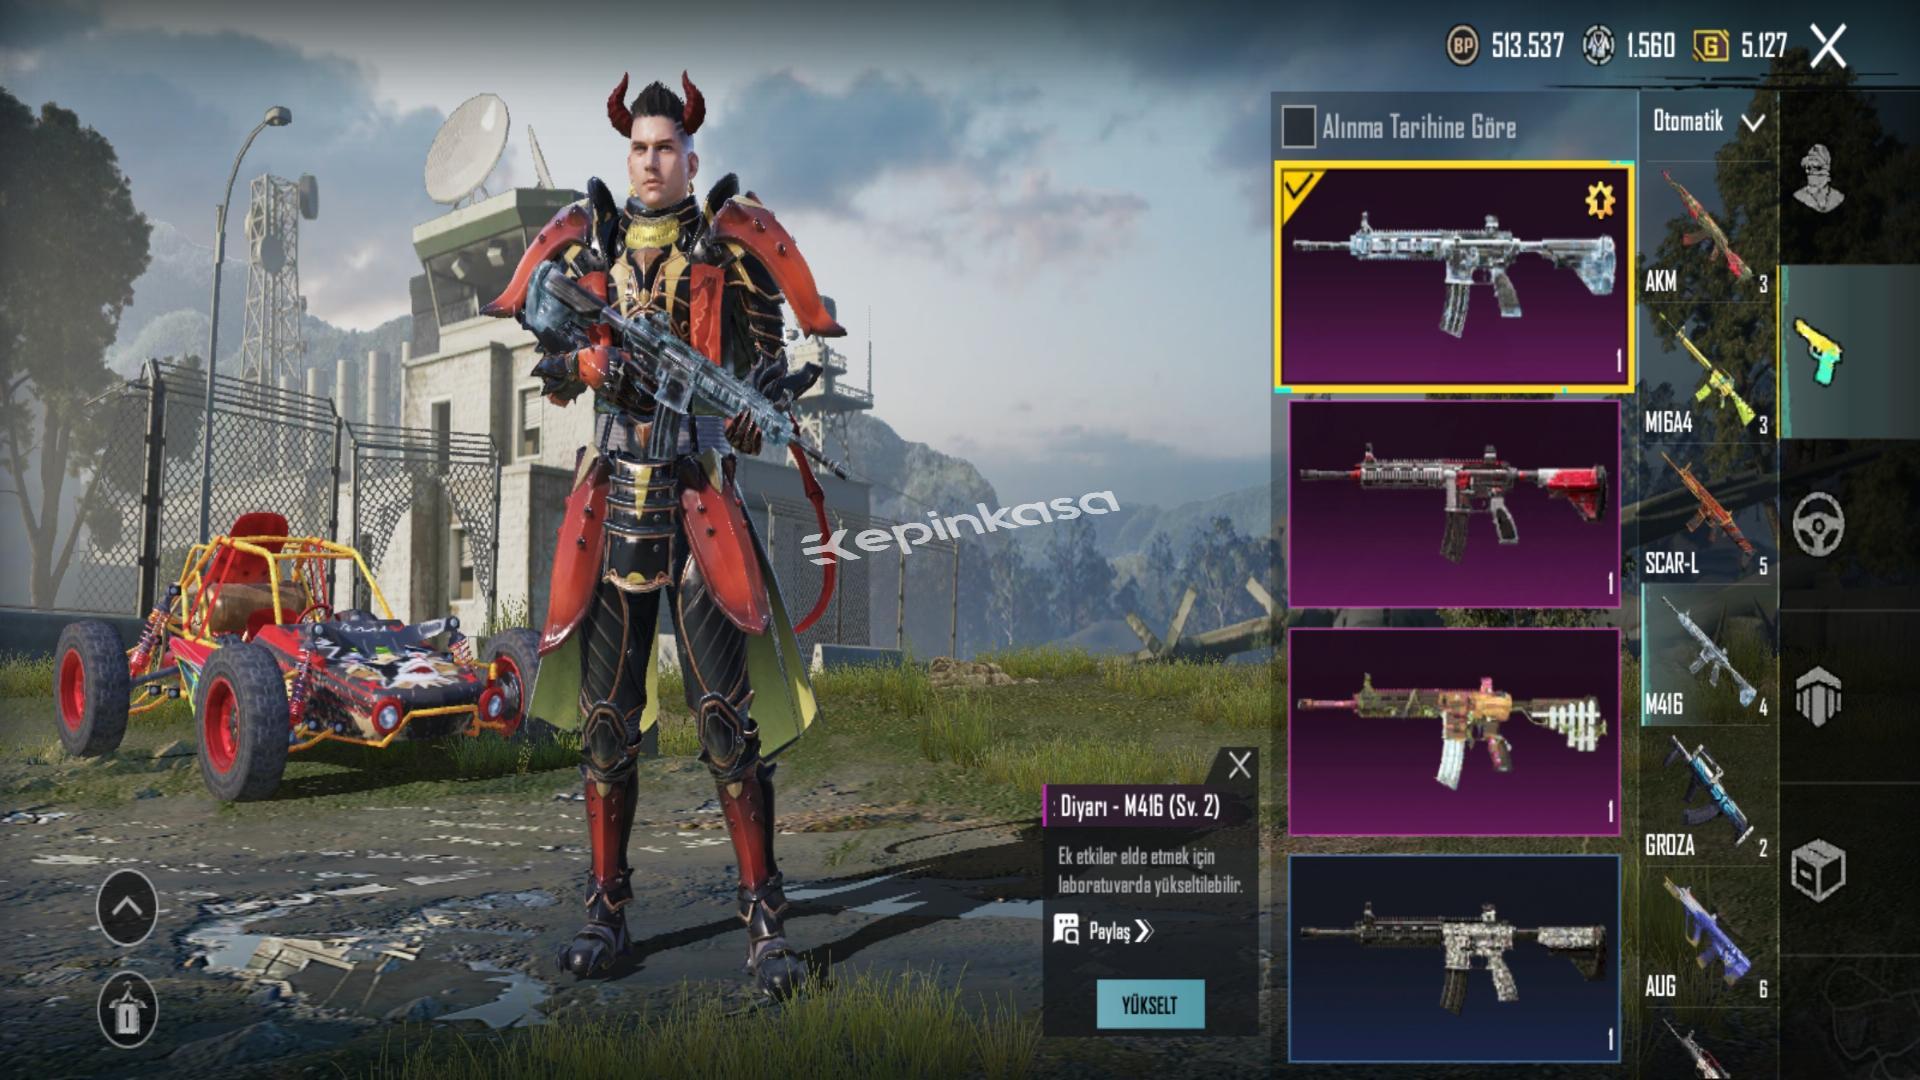 BP 513.537 1.560 G 5.127
Alınma Tarihine Göre
Otomatik
1
AKM 3
M16A4 3
1
SCAR-L 5
M416 4
1
GROZA 2
AUG 6
1
Kepinkasa
: Diyarı - M416 (Sv. 2)
Ek etkiler elde etmek için
laboratuvarda yükseltilebilir.
Paylaş
YÜKSELT
1